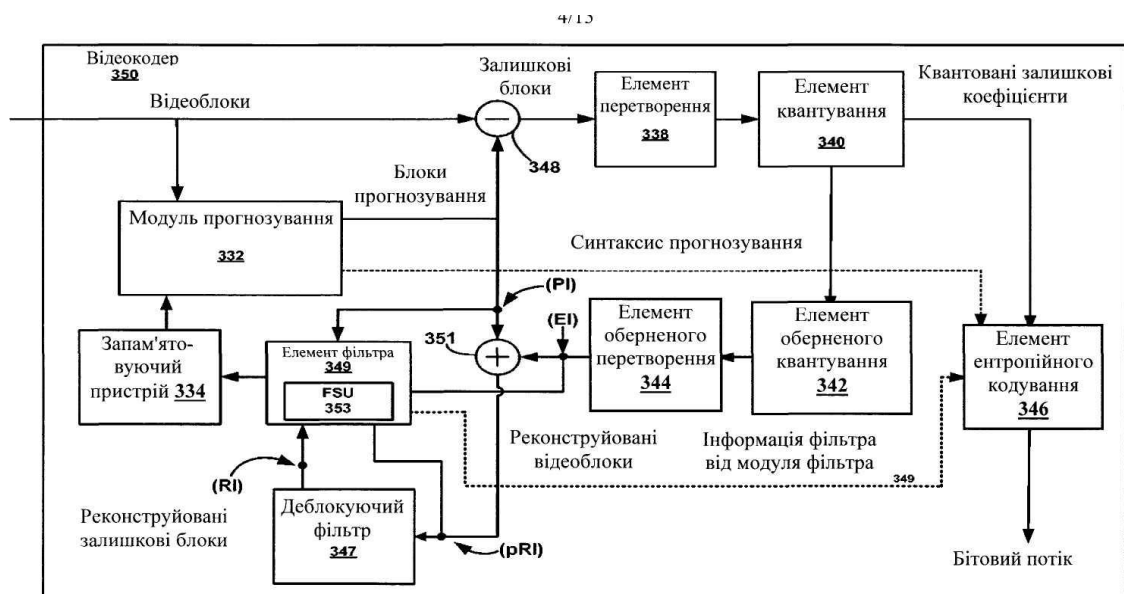 4/13
Відеокодер
350
Відеоблоки
Залишкові
блоки
348
Елемент
перетворення
338
Елемент
квантування
340
Квантовані залишкові
коефіцієнти
Блоки
прогнозування
Модуль прогнозування
332
Синтаксис прогнозування
(PI)
(EI)
351
Запам'ято-
вуючий
пристрій 334
Елемент фільтра
349
FSU
353
Елемент
оберненого
перетворення
344
Елемент
оберненого
квантування
342
Елемент
ентропійного
кодування
346
Реконструйовані
відеоблоки
Інформація фільтра
від модуля фільтра
349
(RI)
Реконструйовані
залишкові блоки
Деблокуючий
фільтр
347
(pRI)
Бітовий потік